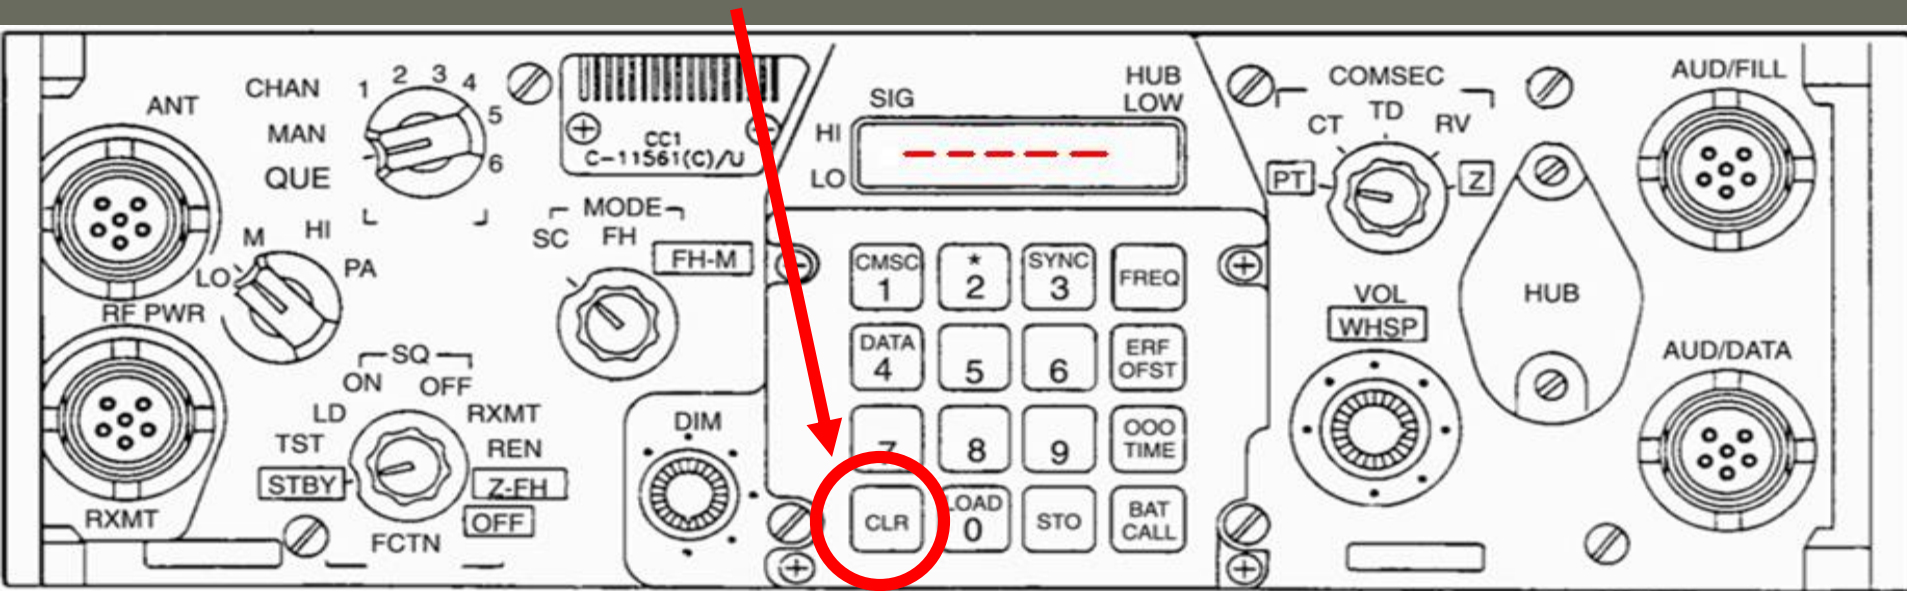 ANT
CHAN
MAN
QUE
1 2 3 4 5 6
CC1
C-11561(C)/U
RF PWR
LO M HI PA
MODE
SC FH FH-M
SQ
ON OFF
LD
TST
STBY
RXMT
REN
Z-FH
OFF
FCTN
RXMT
DIM
SIG
HUB
LOW
HI
LO
– – – – –
CMSC
1
*
2
SYNC
3
FREQ
DATA
4
5
6
ERF
OFST
7
8
9
OOO
TIME
CLR
LOAD
0
STO
BAT
CALL
COMSEC
PT CT TD RV Z
VOL
WHSP
HUB
AUD/FILL
AUD/DATA